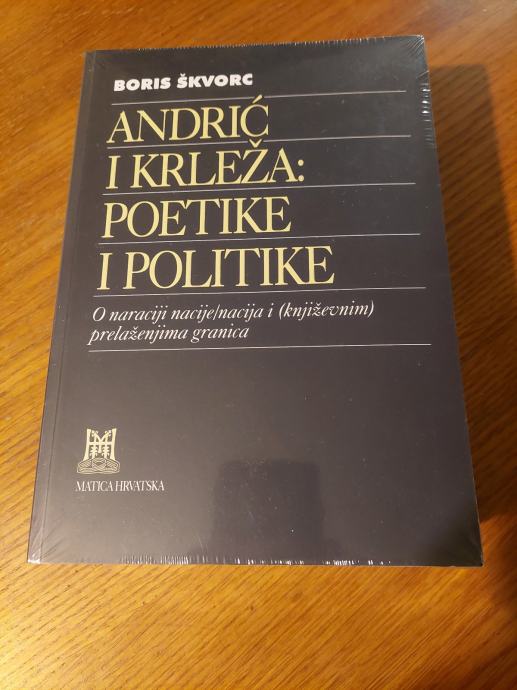 BORIS ŠKVORC
ANDRIĆ
I KRLEŽA:
POETIKE
I POLITIKE
O naraciji nacije/nacija i (književnim)
prelaženjima granica
MATICA HRVATSKA